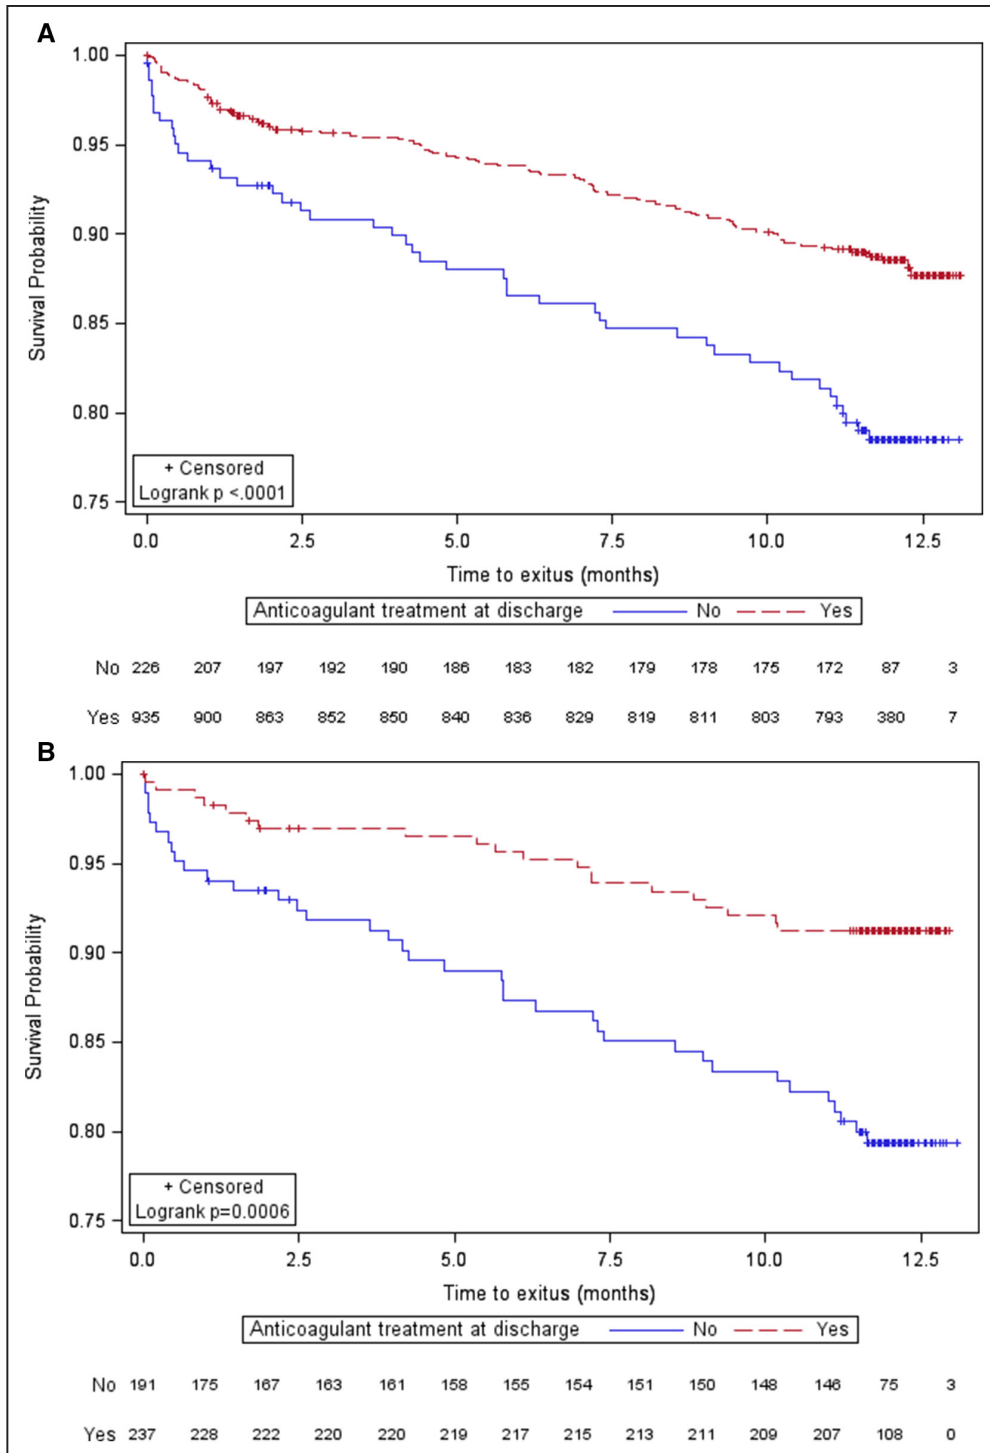 A
1.00
0.95
0.90
0.85
0.80
0.75
Survival Probability
+ Censored
Logrank p <.0001
0.0 2.5 5.0 7.5 10.0 12.5
Time to exitus (months)
Anticoagulant treatment at discharge No Yes
No 226 207 197 192 190 186 183 182 179 178 175 172 87 3
Yes 935 900 863 852 850 840 836 829 819 811 803 793 380 7
B
1.00
0.95
0.90
0.85
0.80
0.75
Survival Probability
+ Censored
Logrank p=0.0006
0.0 2.5 5.0 7.5 10.0 12.5
Time to exitus (months)
Anticoagulant treatment at discharge No Yes
No 191 175 167 163 161 158 155 154 151 150 148 146 75 3
Yes 237 228 222 220 220 219 217 215 213 211 209 207 108 0